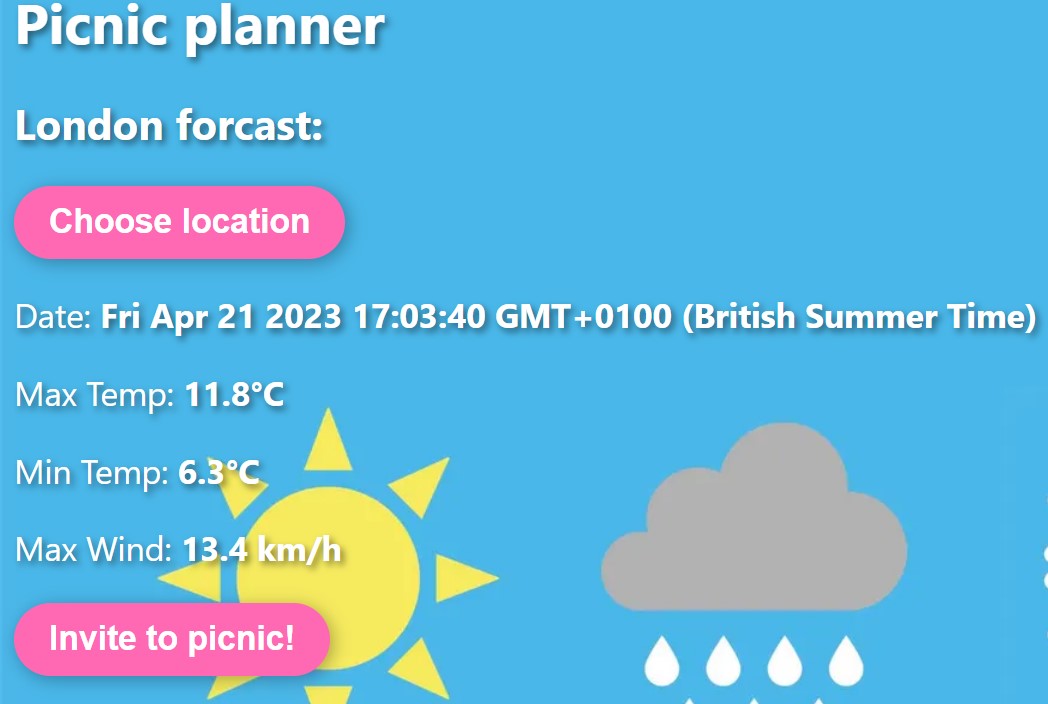 Picnic planner
London forcast:
Choose location
Date: Fri Apr 21 2023 17:03:40 GMT+0100 (British Summer Time)
Max Temp: 11.8°C
Min Temp: 6.3°C
Max Wind: 13.4 km/h
Invite to picnic!